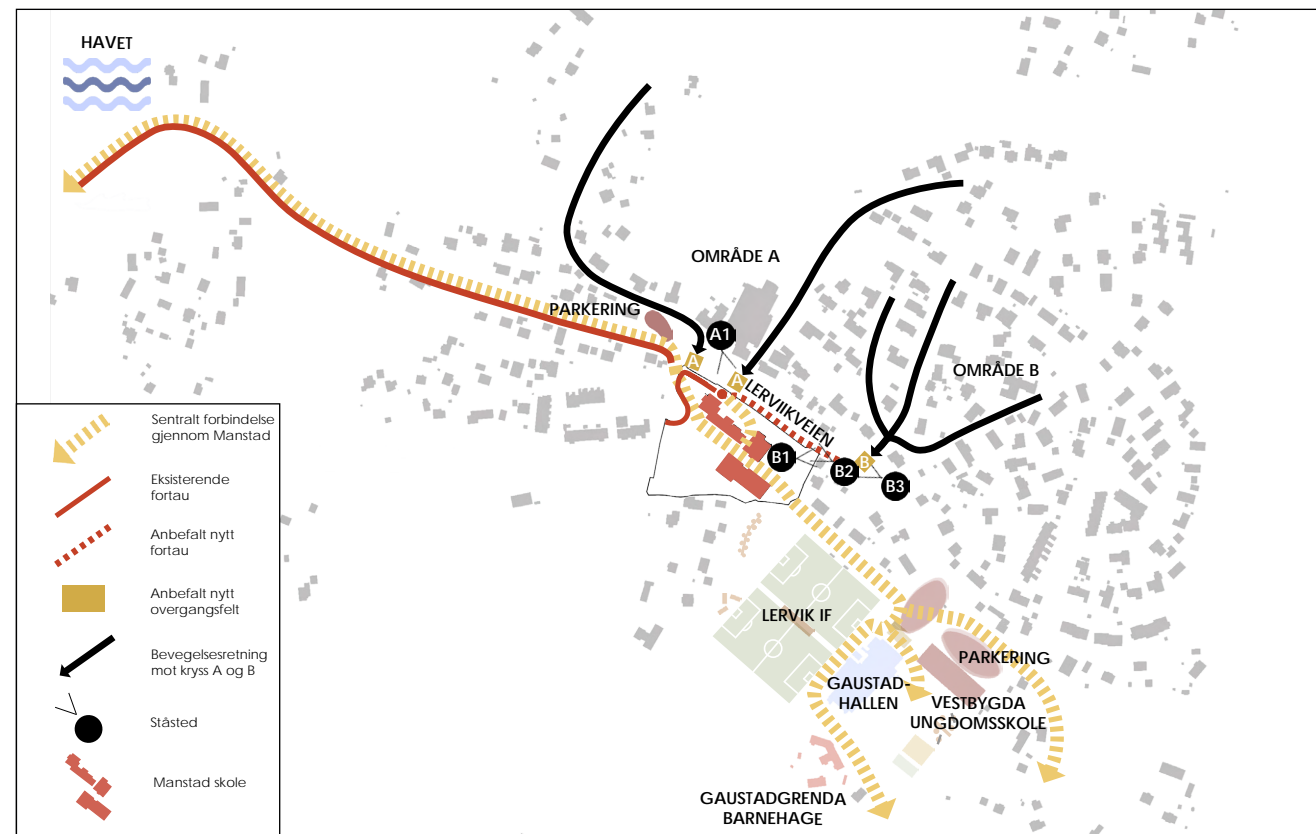 HAVET
OMRÅDE A
PARKERING
A1
A
A
LERVIIKVEIEN
OMRÅDE B
B1
B2
B
B3
LERVIK IF
PARKERING
GAUSTAD-
HALLEN
VESTBYGDA
UNGDOMSSKOLE
GAUSTADGRENDA
BARNEHAGE
Sentralt forbindelse
gjennom Manstad
Eksisterende
fortau
Anbefalt nytt
fortau
Anbefalt nytt
overgangsfelt
Bevegelsesretning
mot kryss A og B
Ståsted
Manstad skole